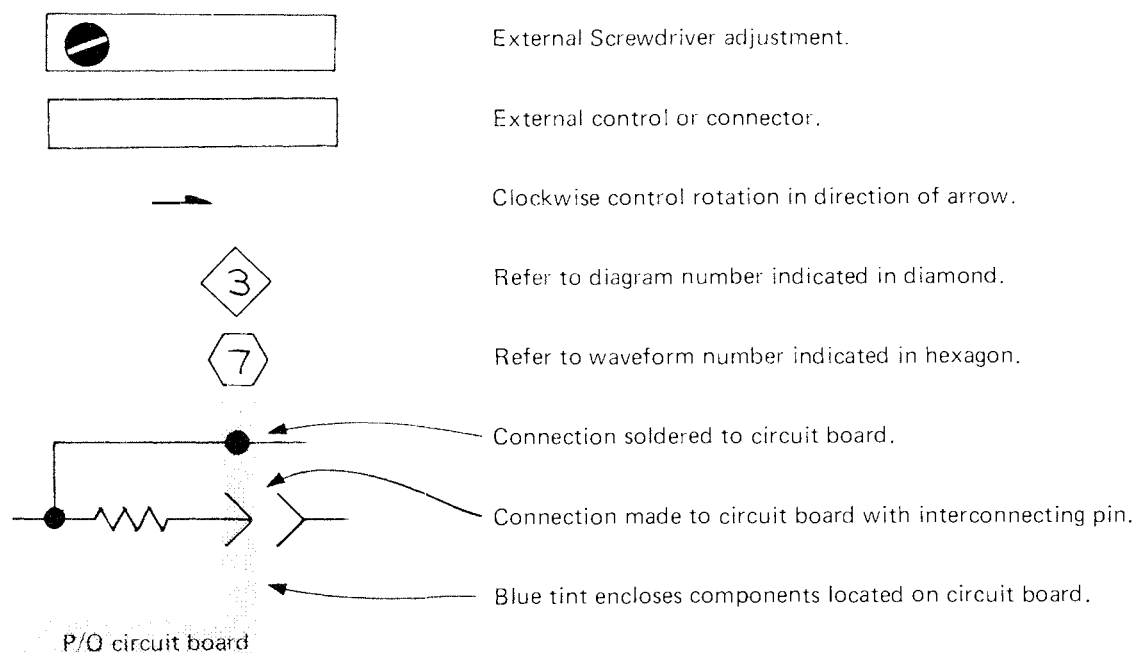 External Screwdriver adjustment.
External control or connector.
Clockwise control rotation in direction of arrow.
3
Refer to diagram number indicated in diamond.
7
Refer to waveform number indicated in hexagon.
Connection soldered to circuit board.
Connection made to circuit board with interconnecting pin.
Blue tint encloses components located on circuit board.
P/O circuit board